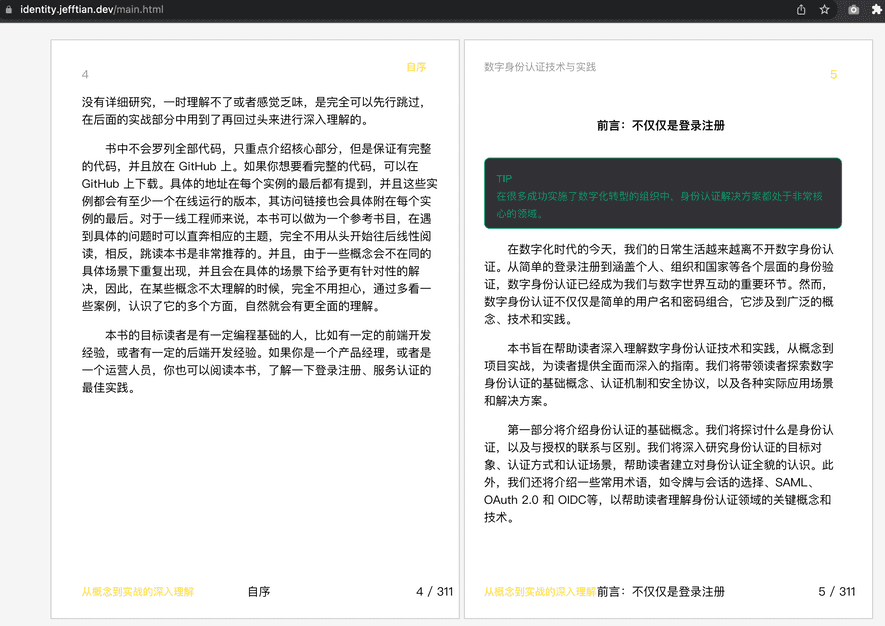 identity.jefftian.dev/main.html
4
自序
没有详细研究，一时理解不了或者感觉乏味，是完全可以先行跳过，
在后面的实战部分中用到了再回过头来进行深入理解的。
书中不会罗列全部代码，只重点介绍核心部分，但是保证有完整
的代码，并且放在 GitHub 上。如果你想要看完整的代码，可以在
GitHub 上下载。具体的地址在每个实例的最后都有提到，并且这些实
例都会有至少一个在线运行的版本，其访问链接也会具体附在每个实
例的最后。对于一线工程师来说，本书可以做为一个参考书目，在遇
到具体的问题时可以直奔相应的主题，完全不用从头开始往后线性阅
读，相反，跳读本书是非常推荐的。并且，由于一些概念会在不同的
具体场景下重复出现，并且会在具体的场景下给予更有针对性的解
决，因此，在某些概念不太理解的时候，完全不用担心，通过多看一
些案例，认识了它的多个方面，自然就会有更全面的理解。
本书的目标读者是有一定编程基础的人，比如有一定的前端开发
经验，或者有一定的后端开发经验。如果你是一个产品经理，或者是
一个运营人员，你也可以阅读本书，了解一下登录注册、服务认证的
最佳实践。
从概念到实战的深入理解
自序
4 / 311
数字身份认证技术与实践
5
前言：不仅仅是登录注册
TIP
在很多成功实施了数字化转型的组织中，身份认证解决方案都处于非常核
心的领域。
在数字化时代的今天，我们的日常生活越来越离不开数字身份认
证。从简单的登录注册到涵盖个人、组织和国家等各个层面的身份验
证，数字身份认证已经成为我们与数字世界互动的重要环节。然而，
数字身份认证不仅仅是简单的用户名和密码组合，它涉及到广泛的概
念、技术和实践。
本书旨在帮助读者深入理解数字身份认证技术和实践，从概念到
项目实战，为读者提供全面而深入的指南。我们将带领读者探索数字
身份认证的基础概念、认证机制和安全协议，以及各种实际应用场景
和解决方案。
第一部分将介绍身份认证的基础概念。我们将探讨什么是身份认
证，以及与授权的联系与区别。我们将深入研究身份认证的目标对
象、认证方式和认证场景，帮助读者建立对身份认证全貌的认识。此
外，我们还将介绍一些常用术语，如令牌与会话的选择、SAML、
OAuth 2.0 和 OIDC等，以帮助读者理解身份认证领域的关键概念和
技术。
从概念到实战的深入理解
前言：不仅仅是登录注册
5 / 311